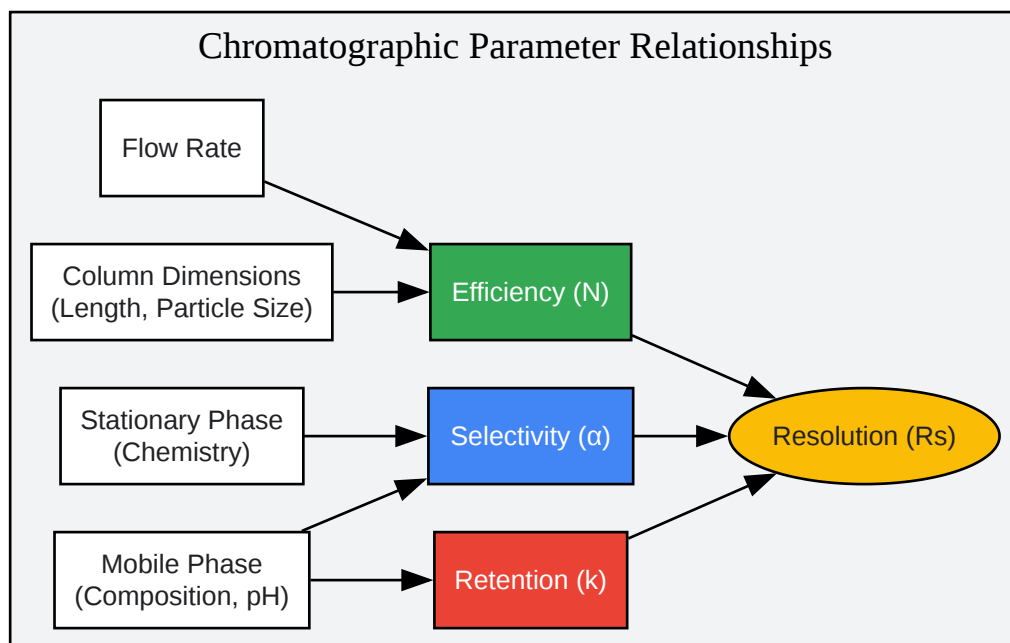 Chromatographic Parameter Relationships
Flow Rate
Column Dimensions
(Length, Particle Size)
Efficiency (N)
Stationary Phase
(Chemistry)
Selectivity (α)
Resolution (Rs)
Mobile Phase
(Composition, pH)
Retention (k)